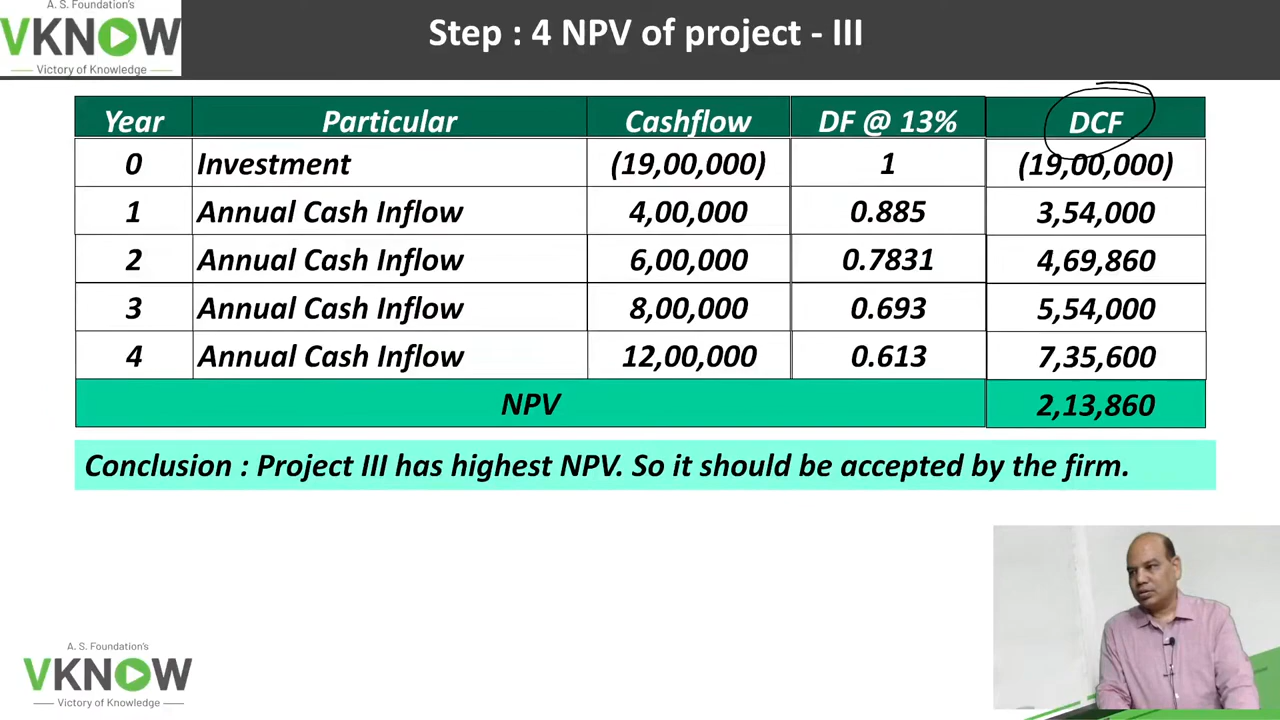 A. S. Foundation's
VKNOW
Victory of Knowledge
Step : 4 NPV of project - III
Year Particular Cashflow DF @ 13% DCF
0 Investment (19,00,000) 1 (19,00,000)
1 Annual Cash Inflow 4,00,000 0.885 3,54,000
2 Annual Cash Inflow 6,00,000 0.7831 4,69,860
3 Annual Cash Inflow 8,00,000 0.693 5,54,000
4 Annual Cash Inflow 12,00,000 0.613 7,35,600
NPV 2,13,860
Conclusion : Project III has highest NPV. So it should be accepted by the firm.
A. S. Foundation's
VKNOW
Victory of Knowledge